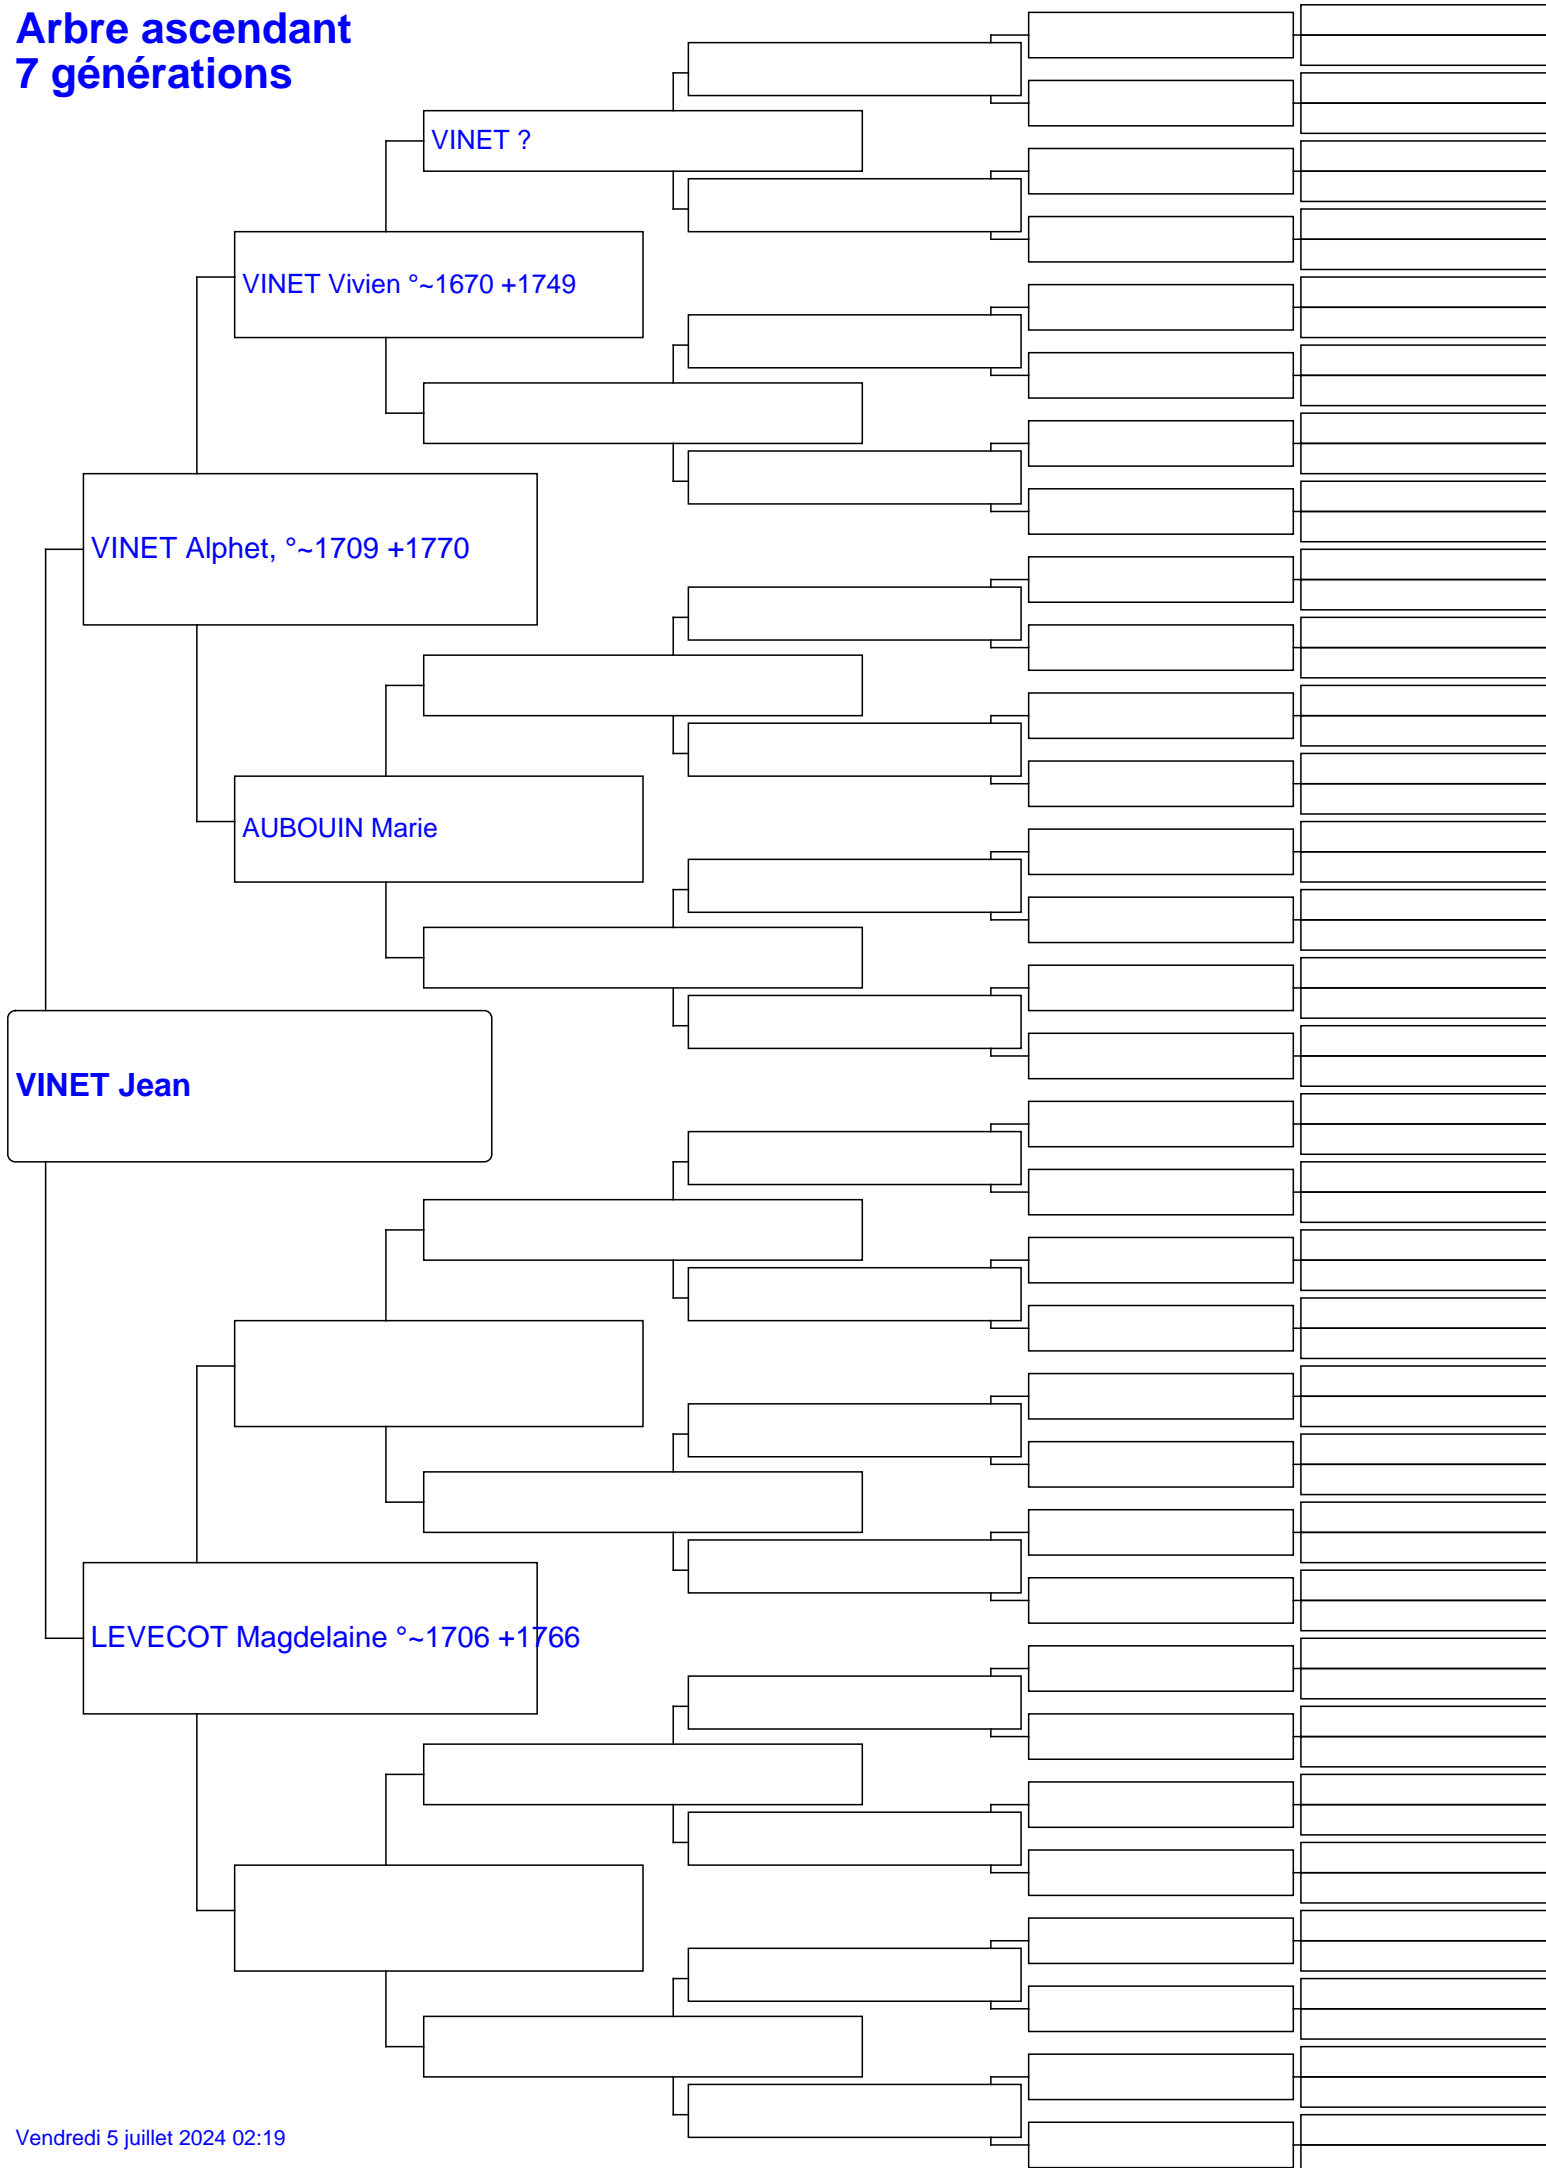 Arbre ascendant
7 générations
VINET ?
VINET Vivien °~1670 +1749
VINET Alphet, °~1709 +1770
AUBOUIN Marie
VINET Jean
LEVECOT Magdelaine °~1706 +1766
Vendredi 5 juillet 2024 02:19